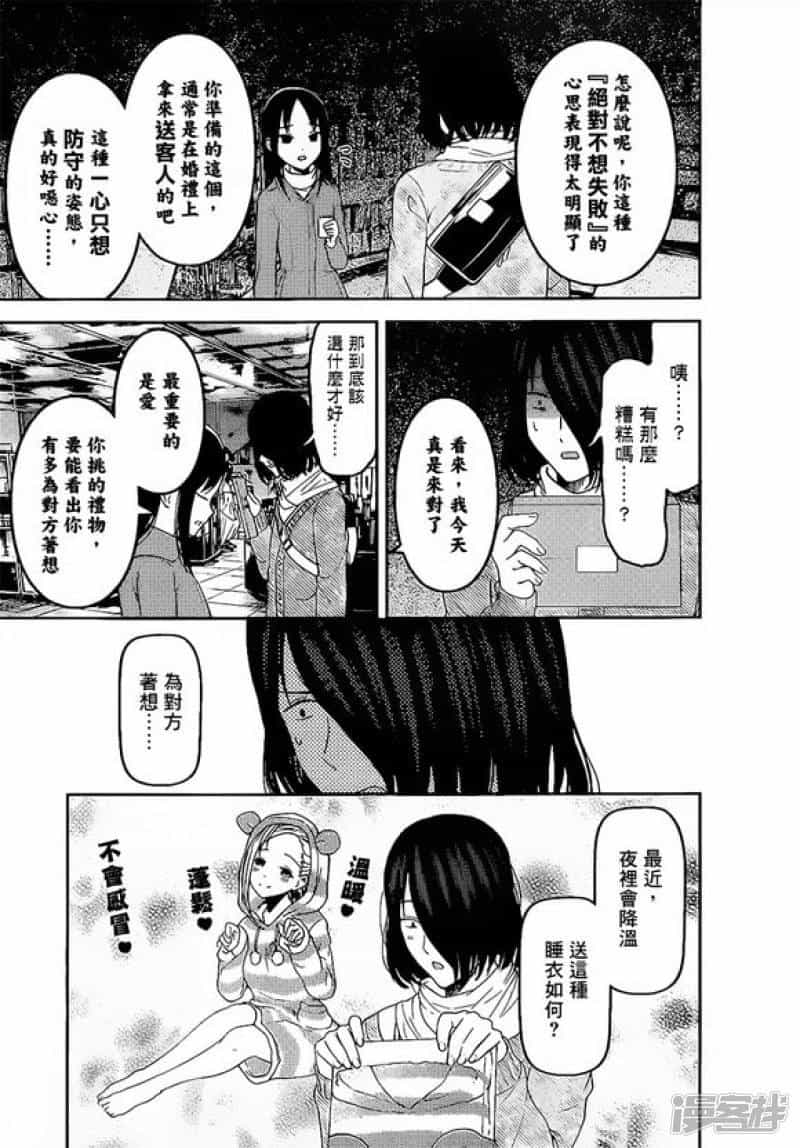 怎麼說呢，你這種
『絕對不想失敗』的
心思表現得太明顯了
你準備的這個，
通常是在婚禮上
拿來送客人的吧
這種一心只想
防守的姿態，
真的好噁心……
咦……？
有那麼
糟糕嗎……？
看來，我今天
真是來對了
那到底該
選什麼才好……
最重要的
是愛
你挑的禮物，
要能看出你
有多為對方著想
為對方
著想……
最近，
夜裡會降溫
送這種
睡衣如何？
溫暖♥
蓬鬆♥
不會感冒♥
漫客栈